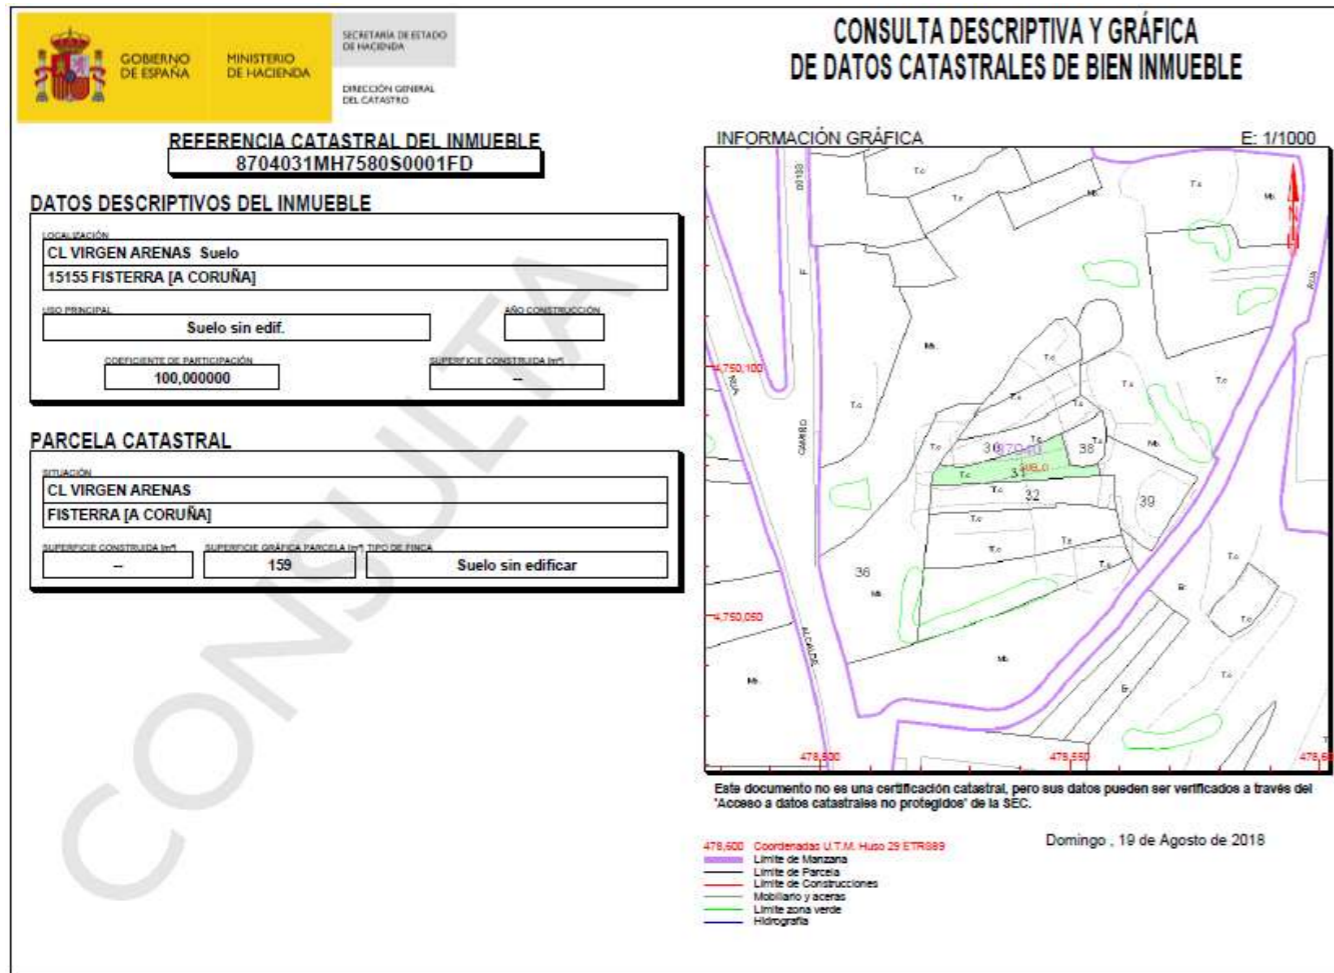 GOBIERNO
DE ESPAÑA
MINISTERIO
DE HACIENDA
SECRETARÍA DE ESTADO
DE HACIENDA
DIRECCIÓN GENERAL
DEL CATASTRO
CONSULTA DESCRIPTIVA Y GRÁFICA
DE DATOS CATASTRALES DE BIEN INMUEBLE
REFERENCIA CATASTRAL DEL INMUEBLE
8704031MH7580S0001FD
DATOS DESCRIPTIVOS DEL INMUEBLE
LOCALIZACIÓN
CL VIRGEN ARENAS Suelo
15155 FISTERRA [A CORUÑA]
USO PRINCIPAL
Suelo sin edif.
AÑO CONSTRUCCIÓN
COEFICIENTE DE PARTICIPACIÓN
100,000000
SUPERFICIE CONSTRUIDA [m²]
--
PARCELA CATASTRAL
SITUACIÓN
CL VIRGEN ARENAS
FISTERRA [A CORUÑA]
SUPERFICIE CONSTRUIDA [m²]
--
SUPERFICIE GRÁFICA PARCELA [m²]
159
TIPO DE FINCA
Suelo sin edificar
CONSULTA
INFORMACIÓN GRÁFICA
E: 1/1000
RUA
4,750,100
RUA
CAMIÑO
30
38
SUELO
31
32
39
36
4,750,050
ALCALDE
478,500
478,550
Este documento no es una certificación catastral, pero sus datos pueden ser verificados a través del
"Acceso a datos catastrales no protegidos" de la SEC.
478,600 Coordenadas U.T.M. Huso 29 ETRS89
Límite de Manzana
Límite de Parcela
Límite de Construcciones
Mobiliario y aceras
Límite zona verde
Hidrografía
Domingo , 19 de Agosto de 2018